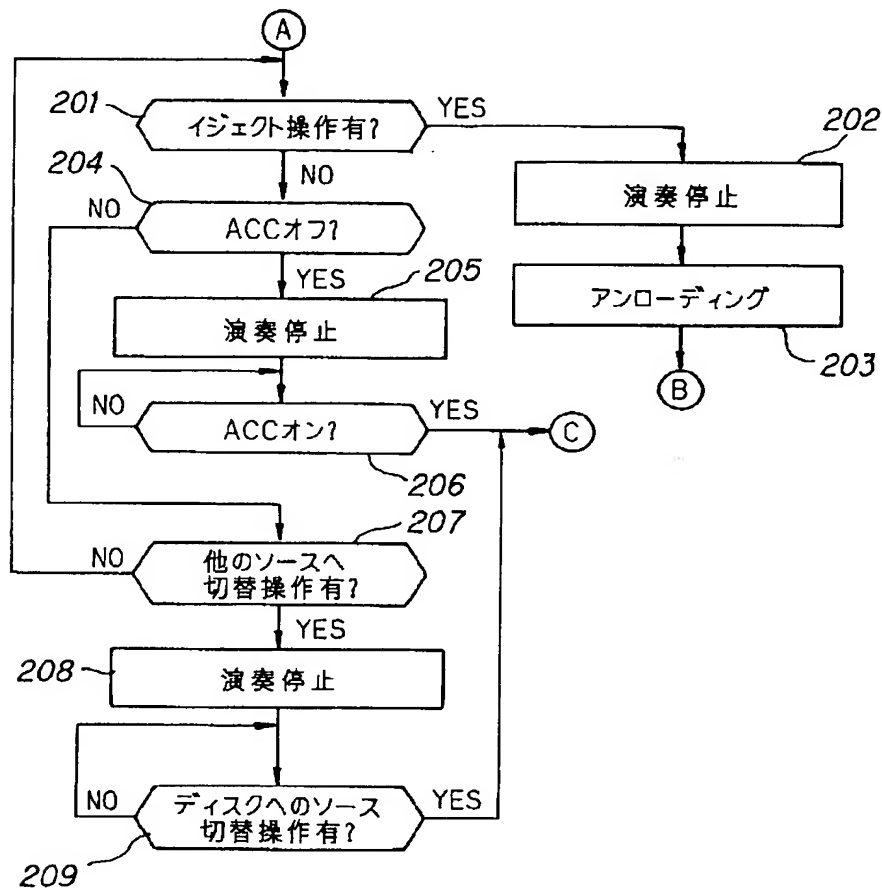 A
201
イジェクト操作有?
YES
NO
202
演奏停止
アンローディング
203
B
204
NO
ACCオフ?
YES
205
演奏停止
NO
ACCオン?
YES
C
206
207
NO
他のソースへ
切替操作有?
YES
208
演奏停止
NO
ディスクへのソース
切替操作有?
YES
209